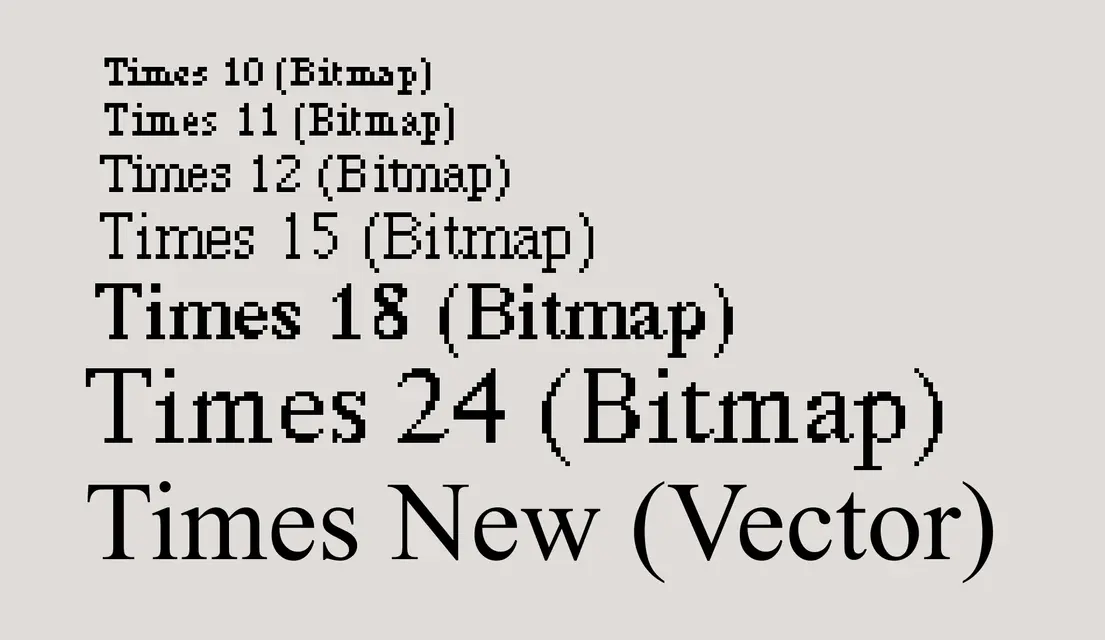 Times 10 (Bitmap)
Times 11 (Bitmap)
Times 12 (Bitmap)
Times 15 (Bitmap)
Times 18 (Bitmap)
Times 24 (Bitmap)
Times New (Vector)